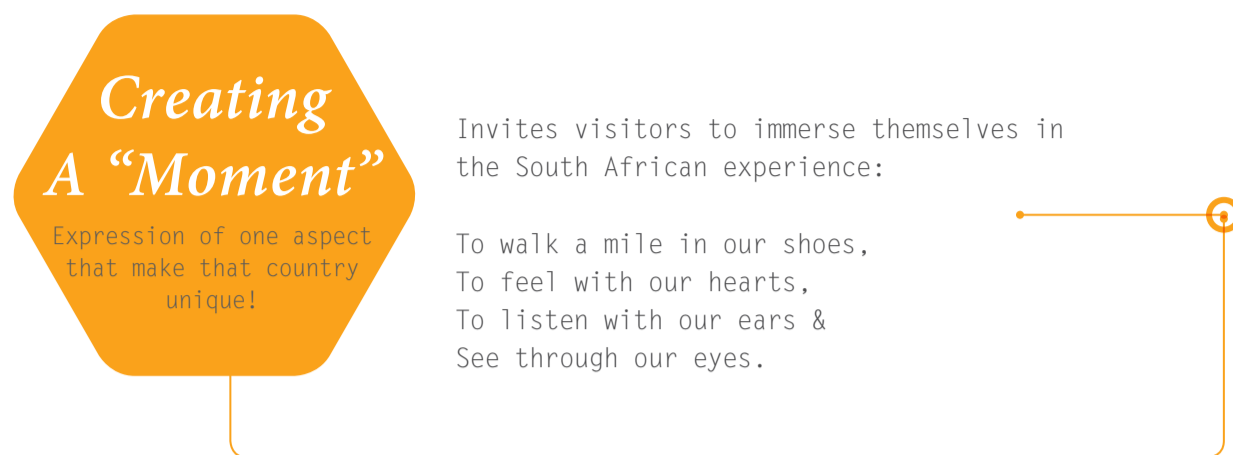 Creating
A “Moment”
Expression of one aspect
that make that country
unique!
Invites visitors to immerse themselves in
the South African experience:
To walk a mile in our shoes,
To feel with our hearts,
To listen with our ears &
See through our eyes.